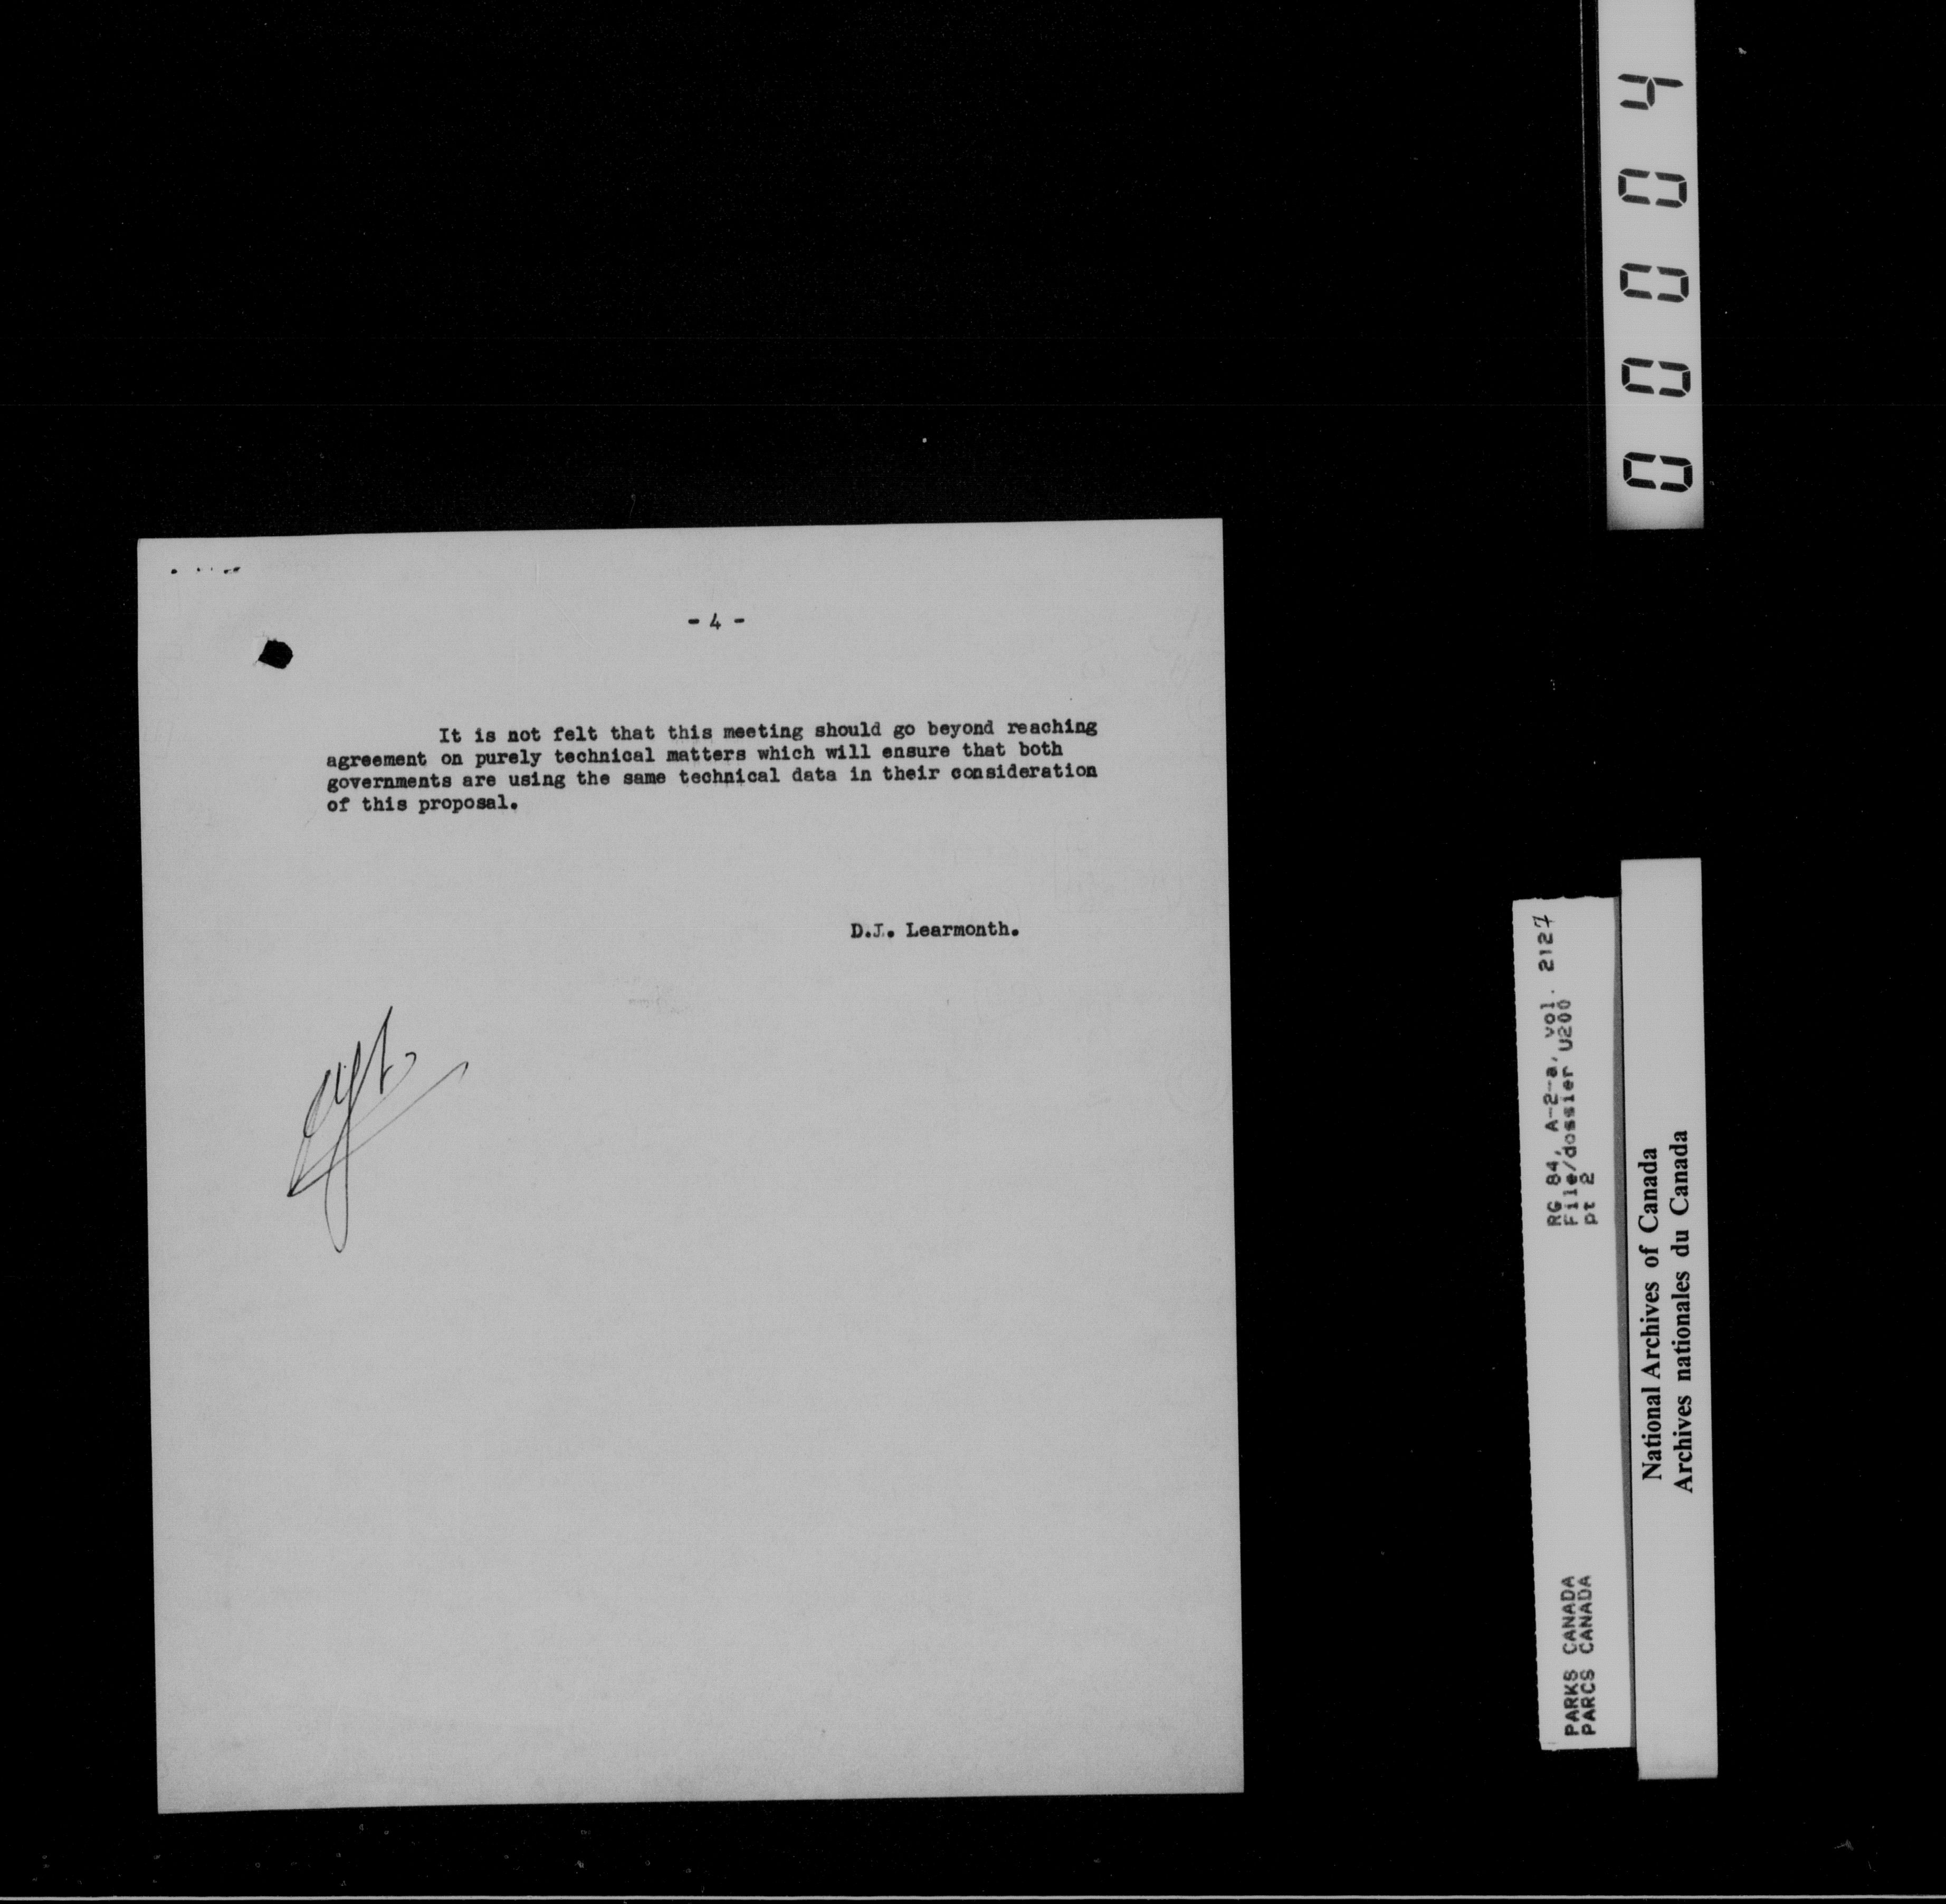 - 4 -
It is not felt that this meeting should go beyond reaching
agreement on purely technical matters which will ensure that both
governments are using the same technical data in their consideration
of this proposal.
D.J. Learmonth.
00004
RG 84, A-2-a, vol. 2127
File/dossier U200
pt 2
PARKS CANADA
PARCS CANADA
National Archives of Canada
Archives nationales du Canada